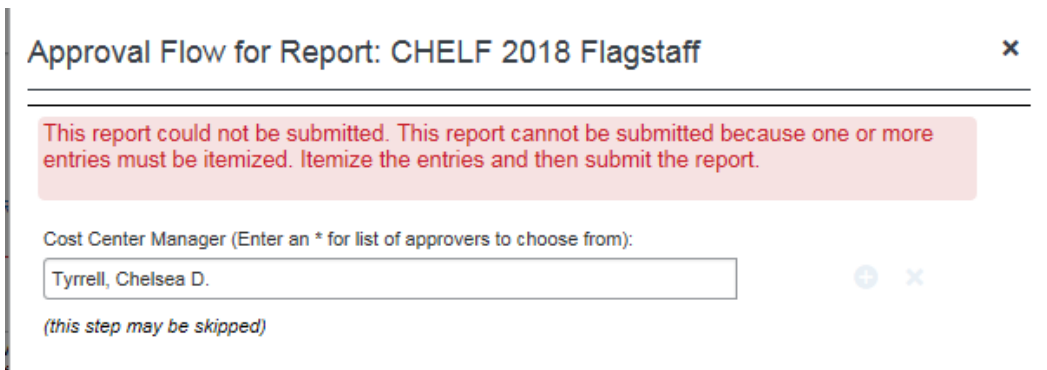 Approval Flow for Report: CHELF 2018 Flagstaff
This report could not be submitted. This report cannot be submitted because one or more
entries must be itemized. Itemize the entries and then submit the report.
Cost Center Manager (Enter an * for list of approvers to choose from):
Tyrrell, Chelsea D.
(this step may be skipped)